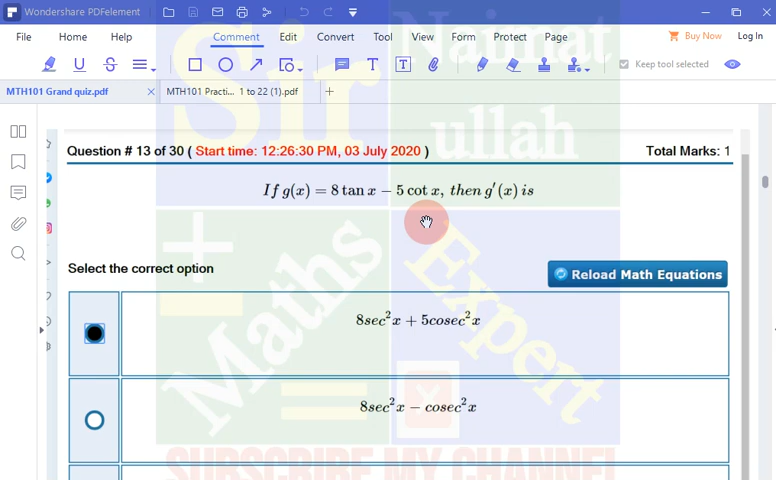 Wondershare PDFelement
File Home Help Comment Edit Convert Tool View Form Protect Page Buy Now Log In
Keep tool selected
MTH101 Grand quiz.pdf × MTH101 Practi... 1 to 22 (1).pdf +
Sir Naimat ullah
Question # 13 of 30 ( Start time: 12:26:30 PM, 03 July 2020 ) Total Marks: 1
If g(x) = 8 tan x − 5 cot x, then g′(x) is
Select the correct option
Reload Math Equations
8sec²x + 5cosec²x
8sec²x − cosec²x
Maths Expert
SUBSCRIBE MY CHANNEL